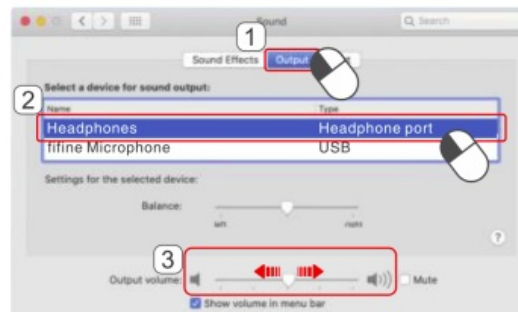 Sound
Search
1
Sound Effects
Output
2
Select a device for sound output:
Name Type
Headphones Headphone port
fifine Microphone USB
Settings for the selected device:
Balance:
left right
?
3
Output volume: Mute
Show volume in menu bar